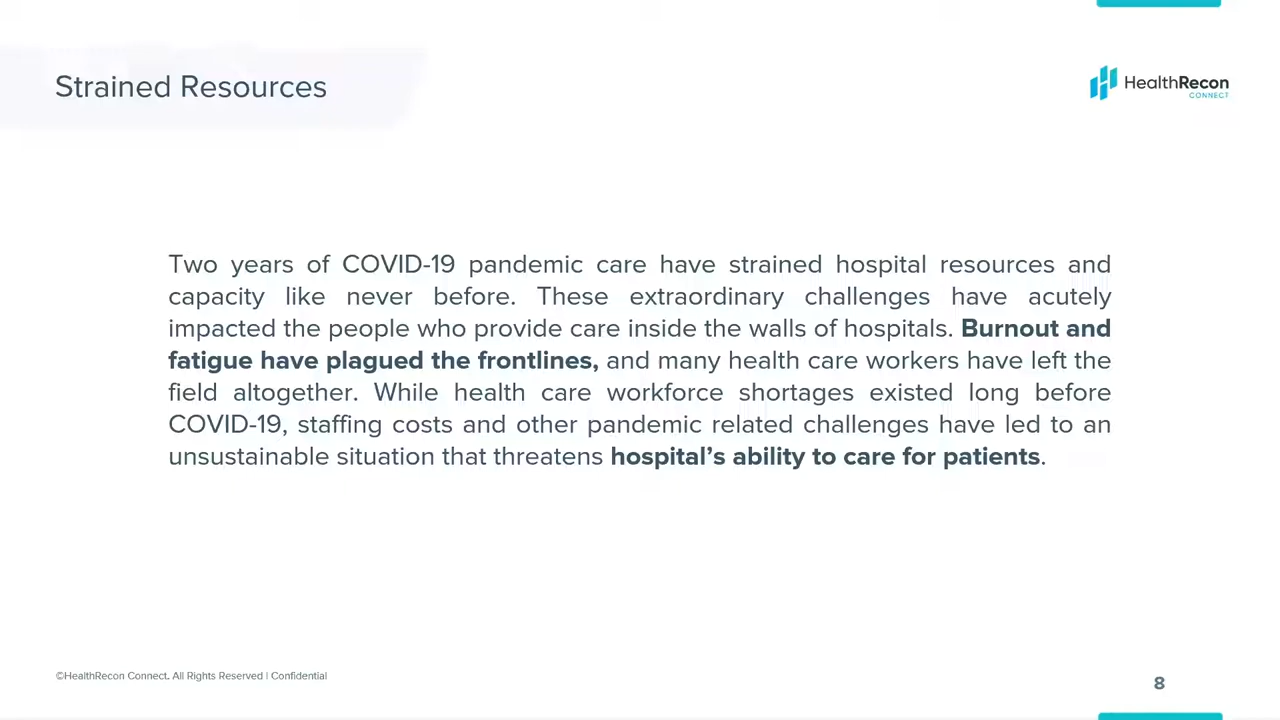 Strained Resources
HealthRecon
CONNECT
Two years of COVID-19 pandemic care have strained hospital resources and
capacity like never before. These extraordinary challenges have acutely
impacted the people who provide care inside the walls of hospitals. Burnout and
fatigue have plagued the frontlines, and many health care workers have left the
field altogether. While health care workforce shortages existed long before
COVID-19, staffing costs and other pandemic related challenges have led to an
unsustainable situation that threatens hospital's ability to care for patients.
©HealthRecon Connect. All Rights Reserved | Confidential
8